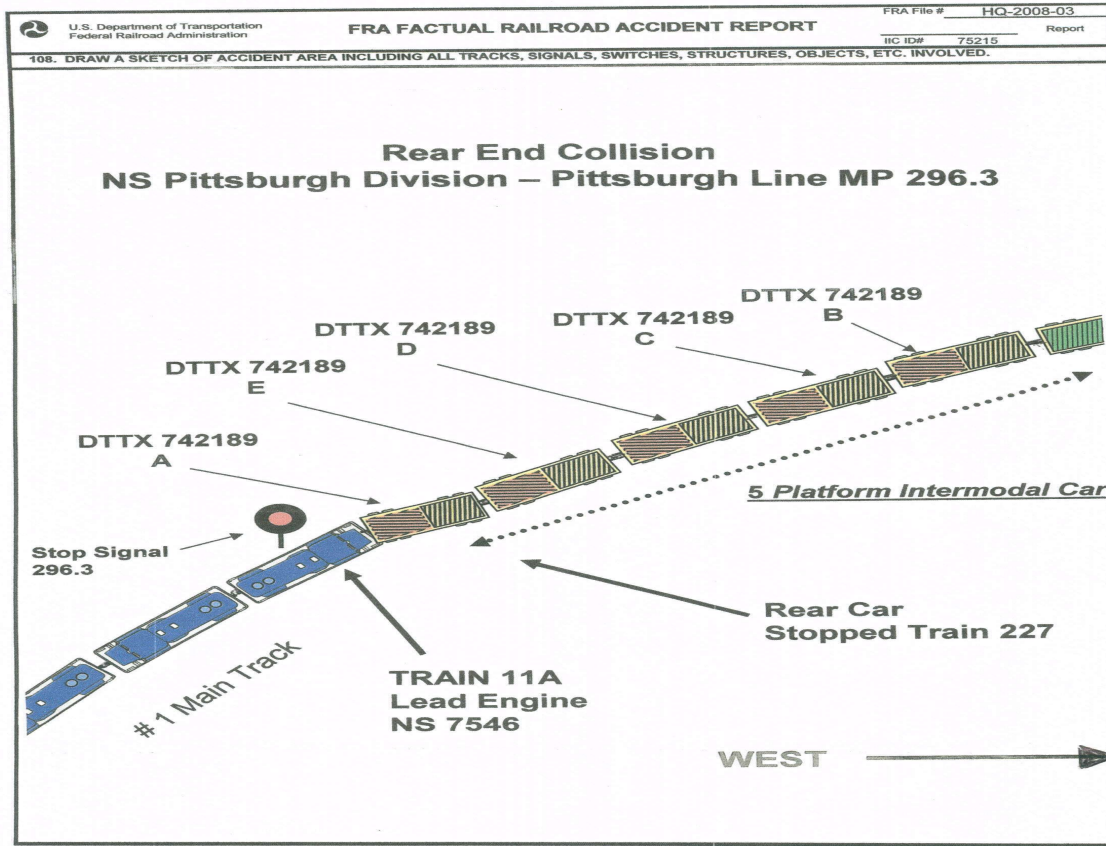 U.S. Department of Transportation
Federal Railroad Administration
FRA FACTUAL RAILROAD ACCIDENT REPORT
FRA File # HQ-2008-03
IIC ID# 75215
Report
108. DRAW A SKETCH OF ACCIDENT AREA INCLUDING ALL TRACKS, SIGNALS, SWITCHES, STRUCTURES, OBJECTS, ETC. INVOLVED.
Rear End Collision
NS Pittsburgh Division – Pittsburgh Line MP 296.3
DTTX 742189
B
DTTX 742189
C
DTTX 742189
D
DTTX 742189
E
DTTX 742189
A
5 Platform Intermodal Car
Stop Signal
296.3
Rear Car
Stopped Train 227
# 1 Main Track
TRAIN 11A
Lead Engine
NS 7546
WEST